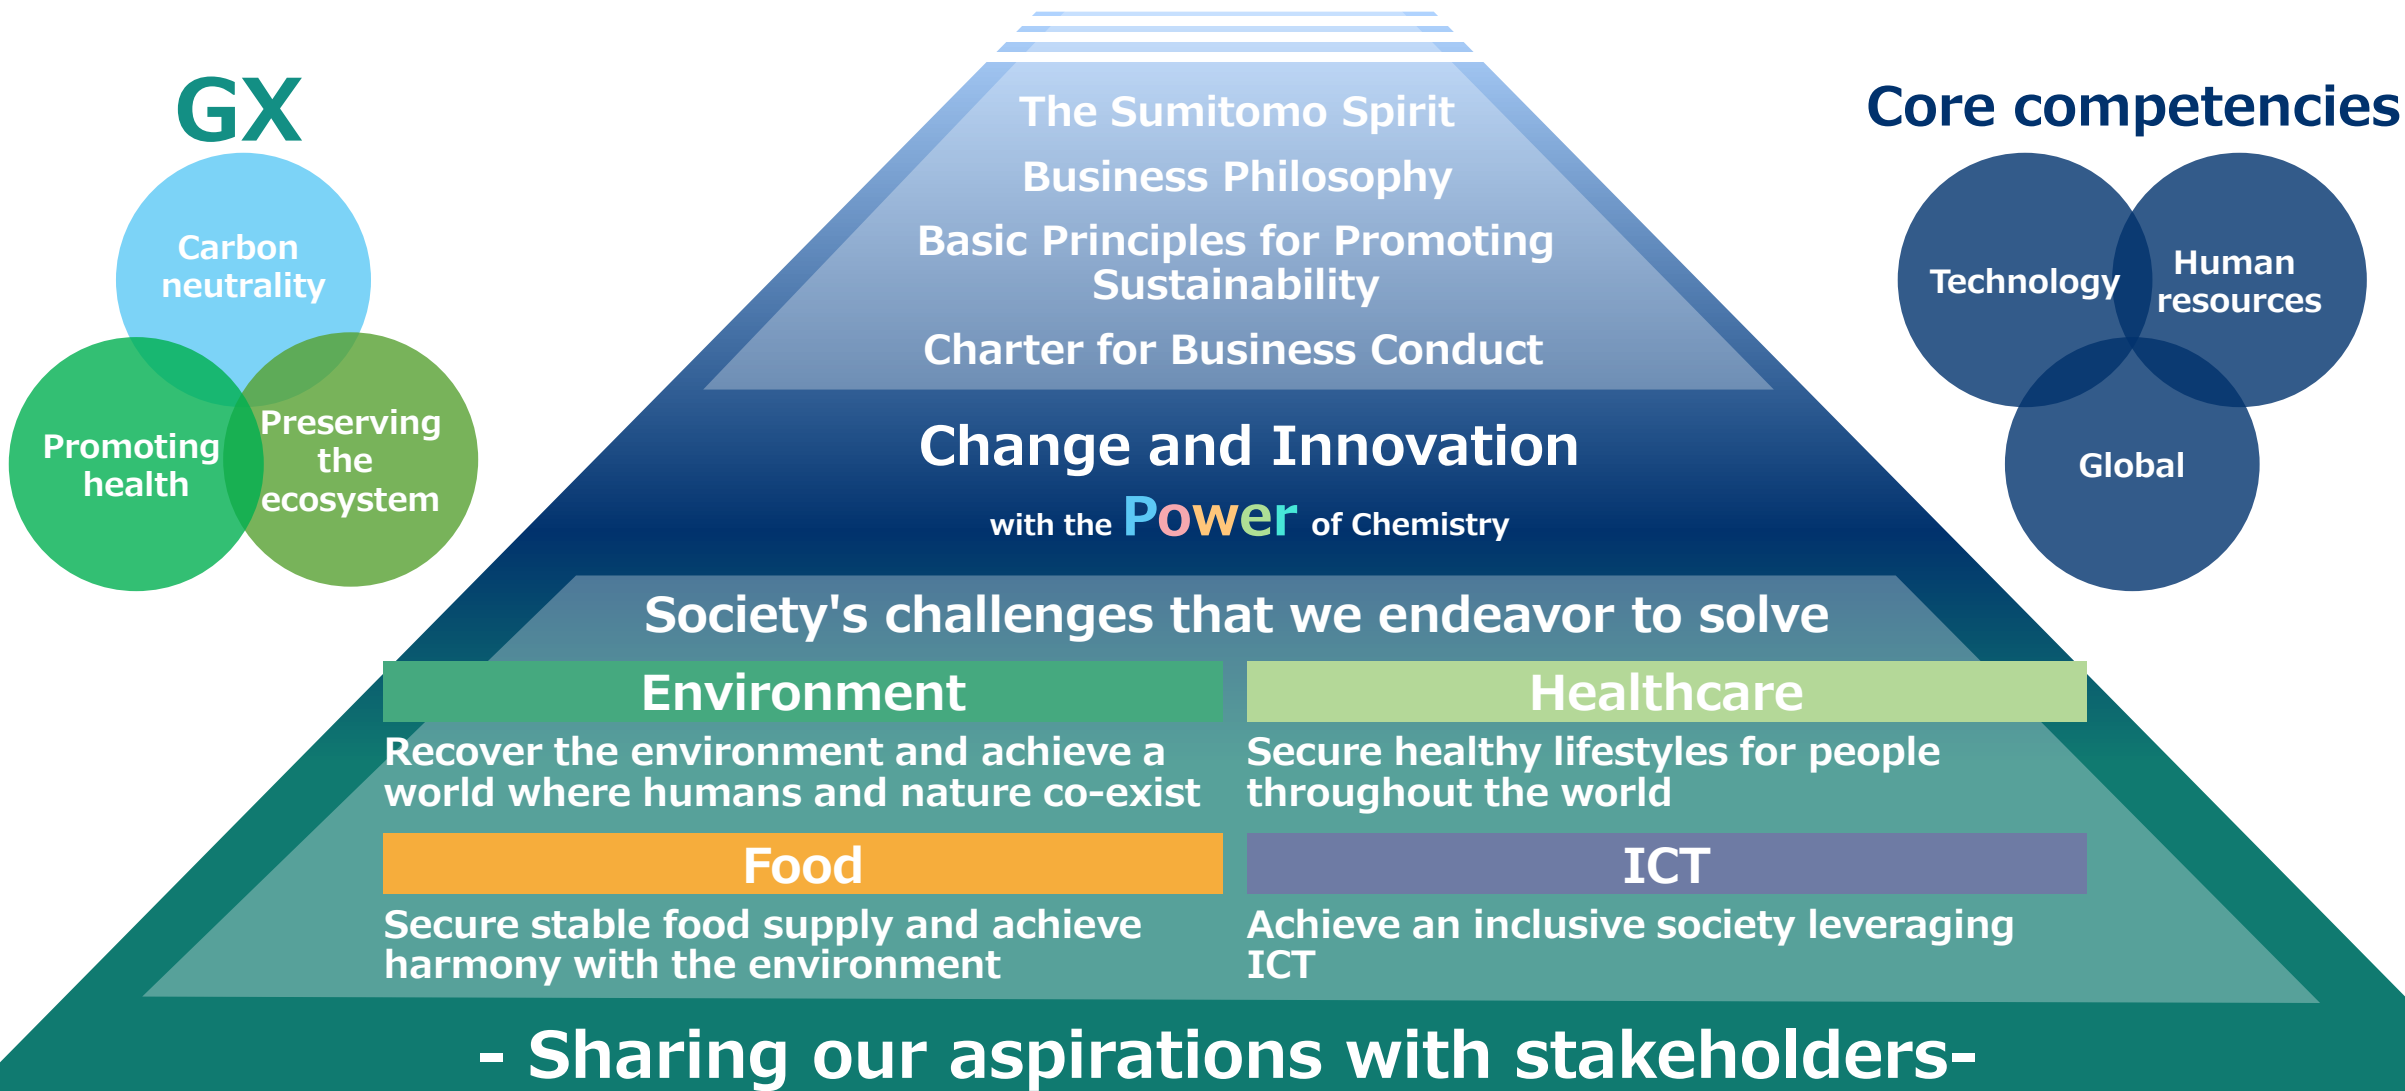 GX
Carbon
neutrality
Promoting
health
Preserving
the
ecosystem
The Sumitomo Spirit
Business Philosophy
Basic Principles for Promoting
Sustainability
Charter for Business Conduct
Change and Innovation
with the Power of Chemistry
Core competencies
Technology
Human
resources
Global
Society's challenges that we endeavor to solve
Environment
Recover the environment and achieve a
world where humans and nature co-exist
Healthcare
Secure healthy lifestyles for people
throughout the world
Food
Secure stable food supply and achieve
harmony with the environment
ICT
Achieve an inclusive society leveraging
ICT
- Sharing our aspirations with stakeholders-